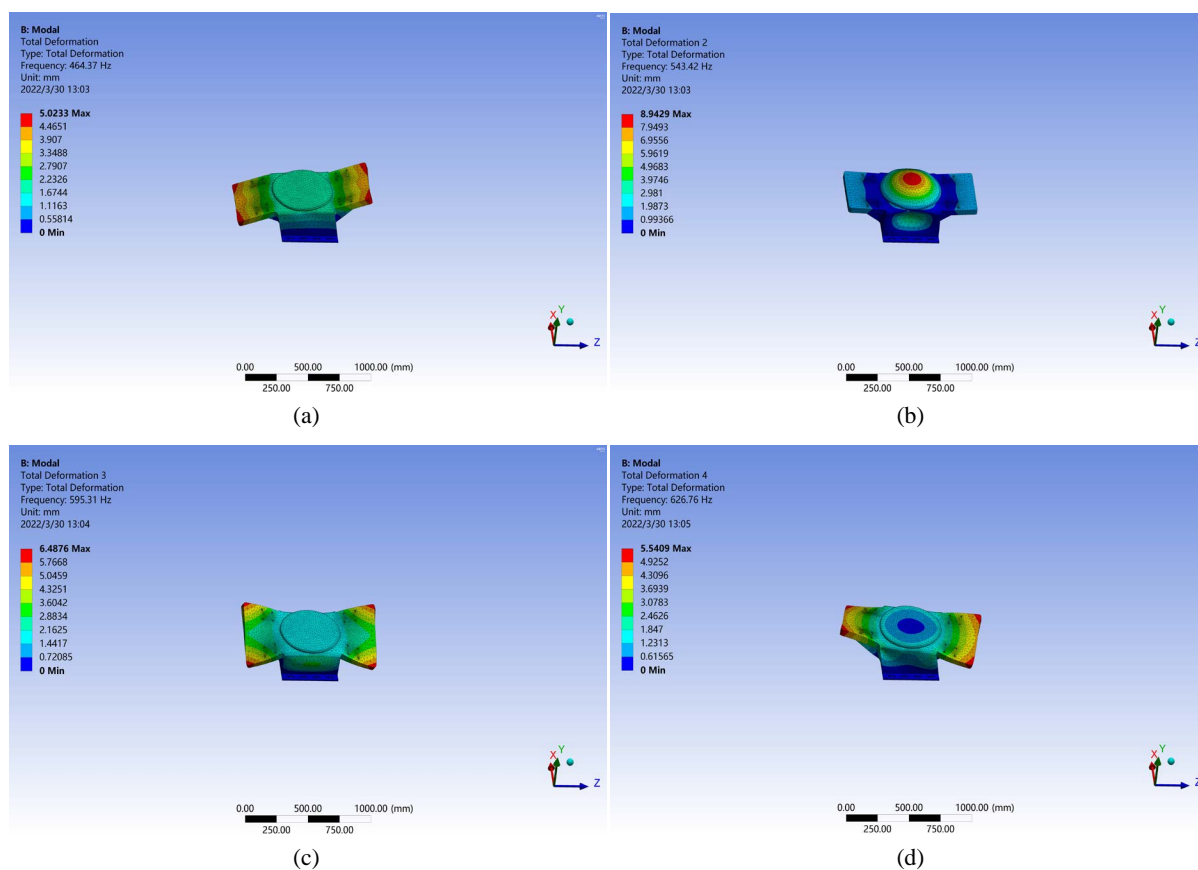 B: Modal
Total Deformation
Type: Total Deformation
Frequency: 464.37 Hz
Unit: mm
2022/3/30 13:03
5.0233 Max
4.4651
3.907
3.3488
2.7907
2.2326
1.6744
1.1163
0.55814
0 Min
X Y
Z
0.00 500.00 1000.00 (mm)
250.00 750.00
(a)
B: Modal
Total Deformation 2
Type: Total Deformation
Frequency: 543.42 Hz
Unit: mm
2022/3/30 13:03
8.9429 Max
7.9493
6.9556
5.9619
4.9683
3.9746
2.981
1.9873
0.99366
0 Min
X Y
Z
0.00 500.00 1000.00 (mm)
250.00 750.00
(b)
B: Modal
Total Deformation 3
Type: Total Deformation
Frequency: 595.31 Hz
Unit: mm
2022/3/30 13:04
6.4876 Max
5.7668
5.0459
4.3251
3.6042
2.8834
2.1625
1.4417
0.72085
0 Min
X Y
Z
0.00 500.00 1000.00 (mm)
250.00 750.00
(c)
B: Modal
Total Deformation 4
Type: Total Deformation
Frequency: 626.76 Hz
Unit: mm
2022/3/30 13:05
5.5409 Max
4.9252
4.3096
3.6939
3.0783
2.4626
1.847
1.2313
0.61565
0 Min
X Y
Z
0.00 500.00 1000.00 (mm)
250.00 750.00
(d)